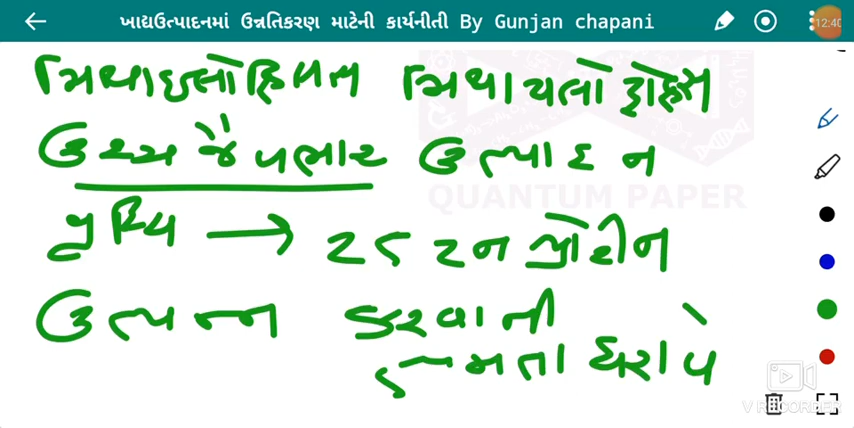 ખાદ્યઉત્પાદનમાં ઉન્નતિકરણ માટેની કાર્યનીતી By Gunjan chapani
12:40
મિથાઇલોફિલસ મિથાયલોટ્રોફિસ
ઉચ્ચ જૈવભાર ઉત્પાદન
વૃદ્ધિ → 25 ટન પ્રોટીન
ઉત્પન્ન કરવાની
ક્ષમતા ધરાવે
QUANTUM PAPER
V RECORDER